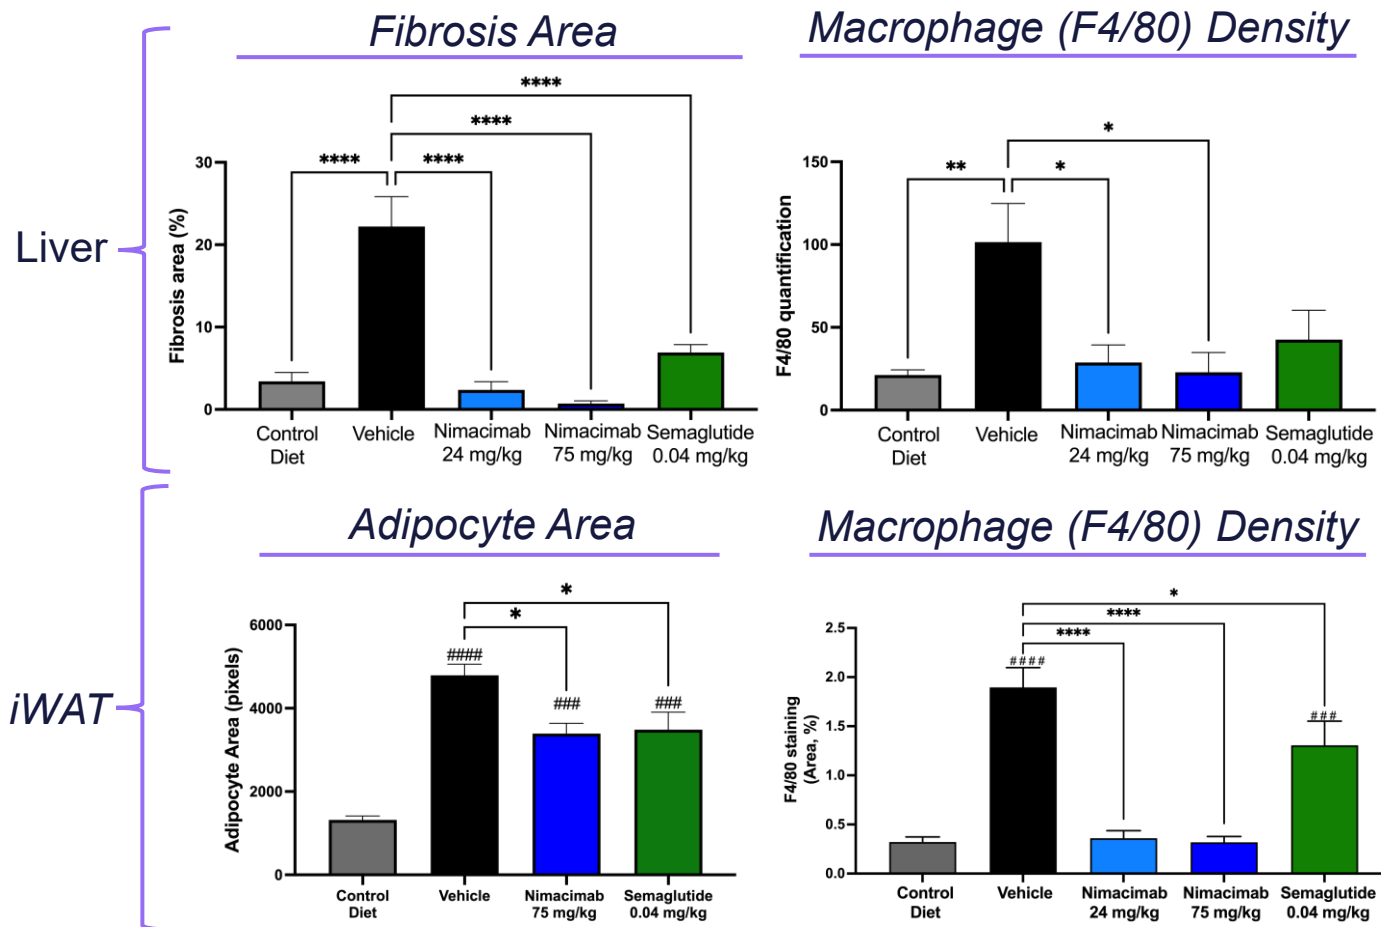 Liver
Fibrosis Area
****
****
**** ****
Fibrosis area (%)
30
20
10
0
Control
Diet
Vehicle
Nimacimab
24 mg/kg
Nimacimab
75 mg/kg
Semaglutide
0.04 mg/kg
Macrophage (F4/80) Density
*
** *
F4/80 quantification
150
100
50
0
Control
Diet
Vehicle
Nimacimab
24 mg/kg
Nimacimab
75 mg/kg
Semaglutide
0.04 mg/kg
iWAT
Adipocyte Area
*
*
#### ### ###
Adipocyte Area (pixels)
6000
4000
2000
0
Control
Diet
Vehicle
Nimacimab
75 mg/kg
Semaglutide
0.04 mg/kg
Macrophage (F4/80) Density
*
****
****
#### ###
F4/80 staining
(Area, %)
2.5
2.0
1.5
1.0
0.5
0.0
Control
Diet
Vehicle
Nimacimab
24 mg/kg
Nimacimab
75 mg/kg
Semaglutide
0.04 mg/kg